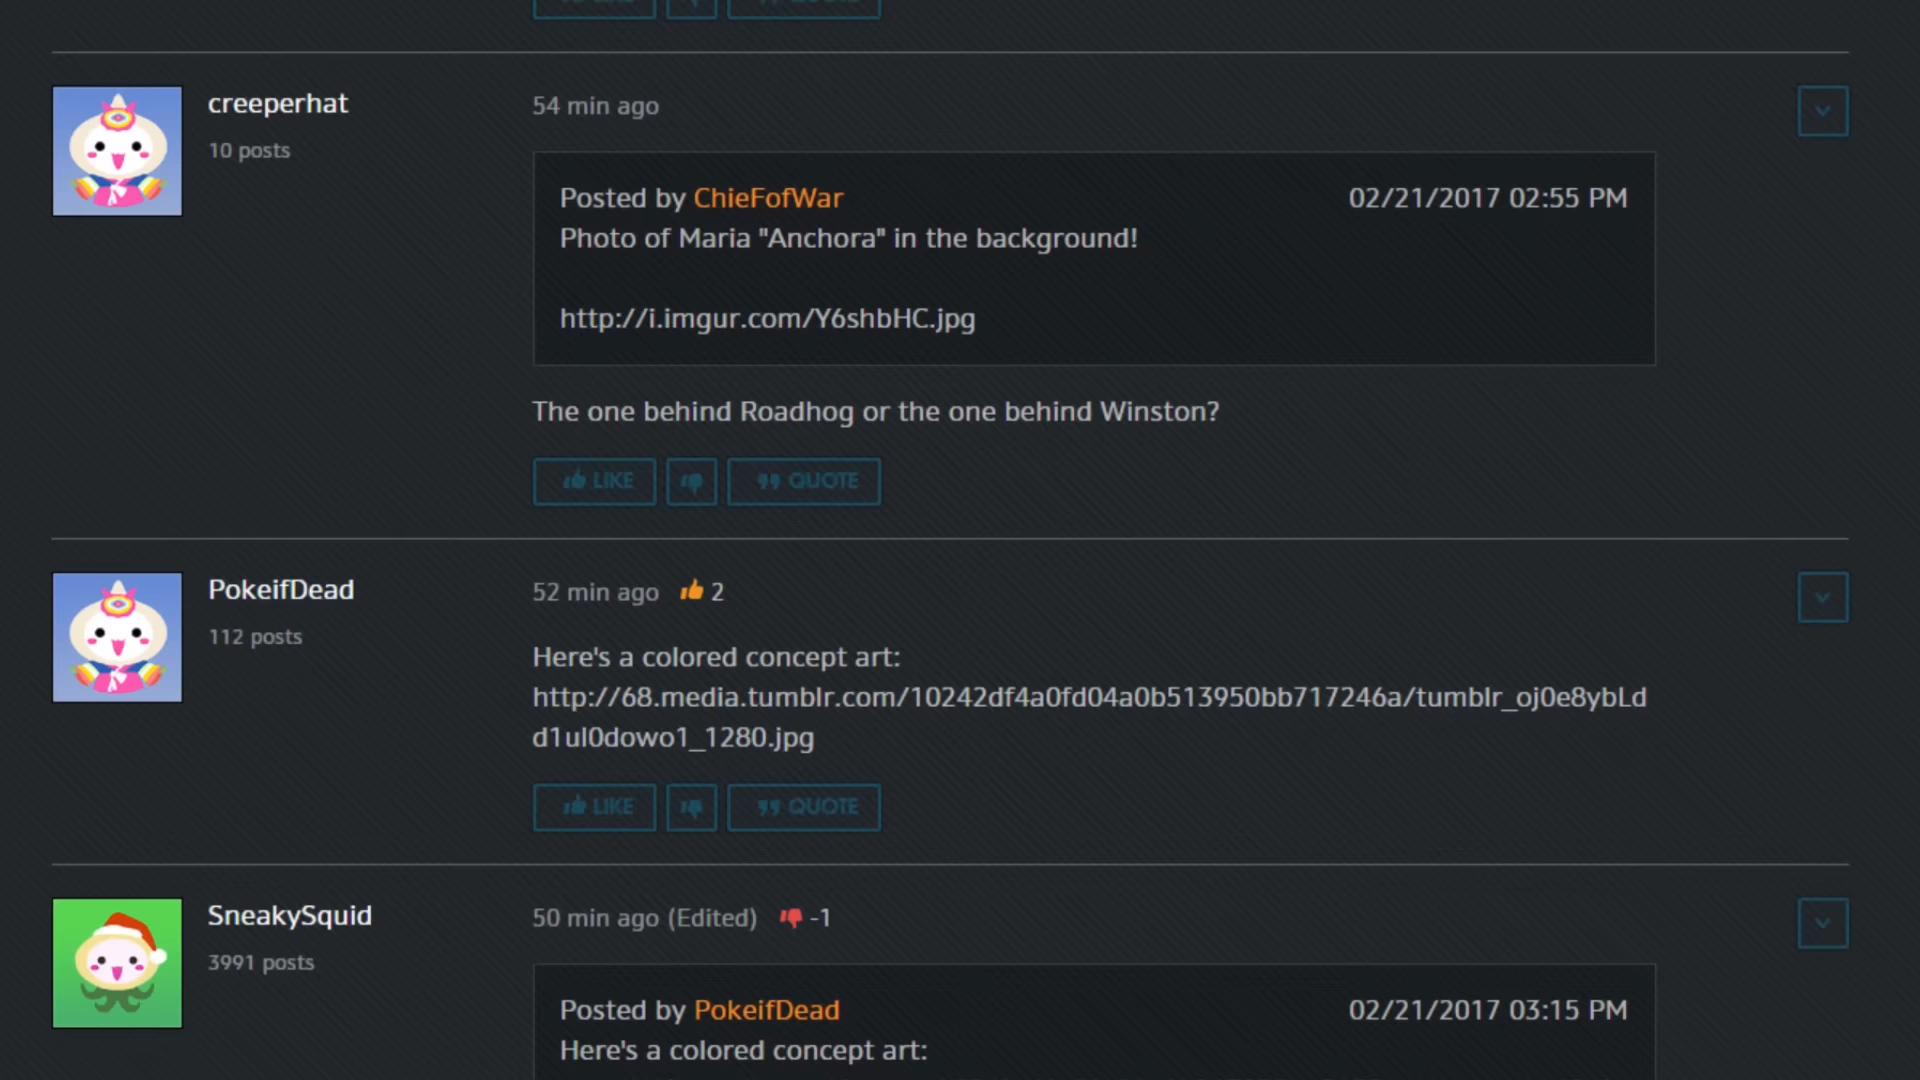 creeperhat
10 posts
54 min ago
Posted by ChieFofWar
02/21/2017 02:55 PM
Photo of Maria "Anchora" in the background!
http://i.imgur.com/Y6shbHC.jpg
The one behind Roadhog or the one behind Winston?
LIKE
QUOTE
PokeifDead
112 posts
52 min ago 2
Here's a colored concept art:
http://68.media.tumblr.com/10242df4a0fd04a0b513950bb717246a/tumblr_oj0e8ybLd
d1ul0dowo1_1280.jpg
LIKE
QUOTE
SneakySquid
3991 posts
50 min ago (Edited) -1
Posted by PokeifDead
02/21/2017 03:15 PM
Here's a colored concept art: